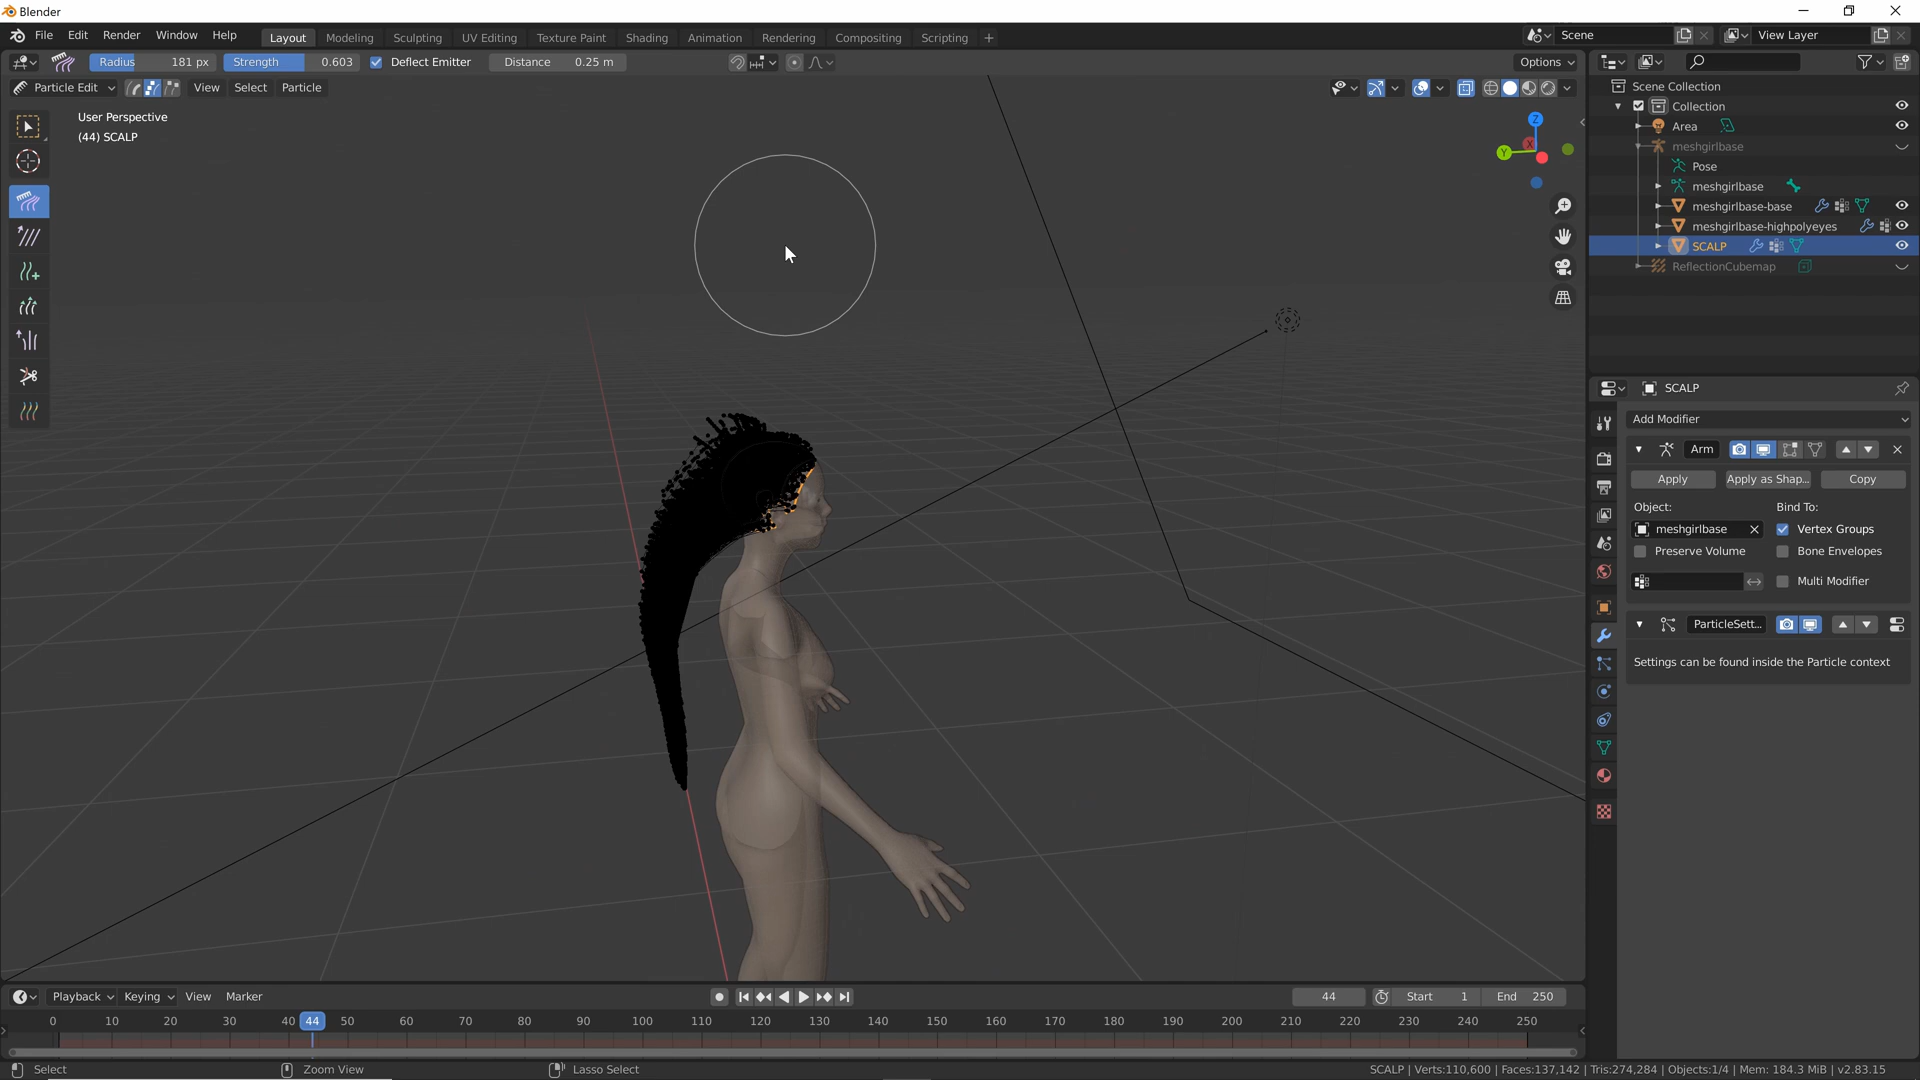 Blender
File Edit Render Window Help Layout Modeling Sculpting UV Editing Texture Paint Shading Animation Rendering Compositing Scripting + Scene View Layer
Radius 181 px Strength 0.603 Deflect Emitter Distance 0.25 m Options
Particle Edit View Select Particle
User Perspective
(44) SCALP
Z
X
Y
Scene Collection
Collection
Area
meshgirlbase
Pose
meshgirlbase
meshgirlbase-base
meshgirlbase-highpolyeyes
SCALP
ReflectionCubemap
SCALP
Add Modifier
Arm
Apply Apply as Shap... Copy
Object: Bind To:
meshgirlbase Vertex Groups
Preserve Volume Bone Envelopes
Multi Modifier
ParticleSett...
Settings can be found inside the Particle context
Playback Keying View Marker 44 Start 1 End 250
0 10 20 30 40 44 50 60 70 80 90 100 110 120 130 140 150 160 170 180 190 200 210 220 230 240 250
Select Zoom View Lasso Select SCALP | Verts:110,600 | Faces:137,142 | Tris:274,284 | Objects:1/4 | Mem: 184.3 MiB | v2.83.15